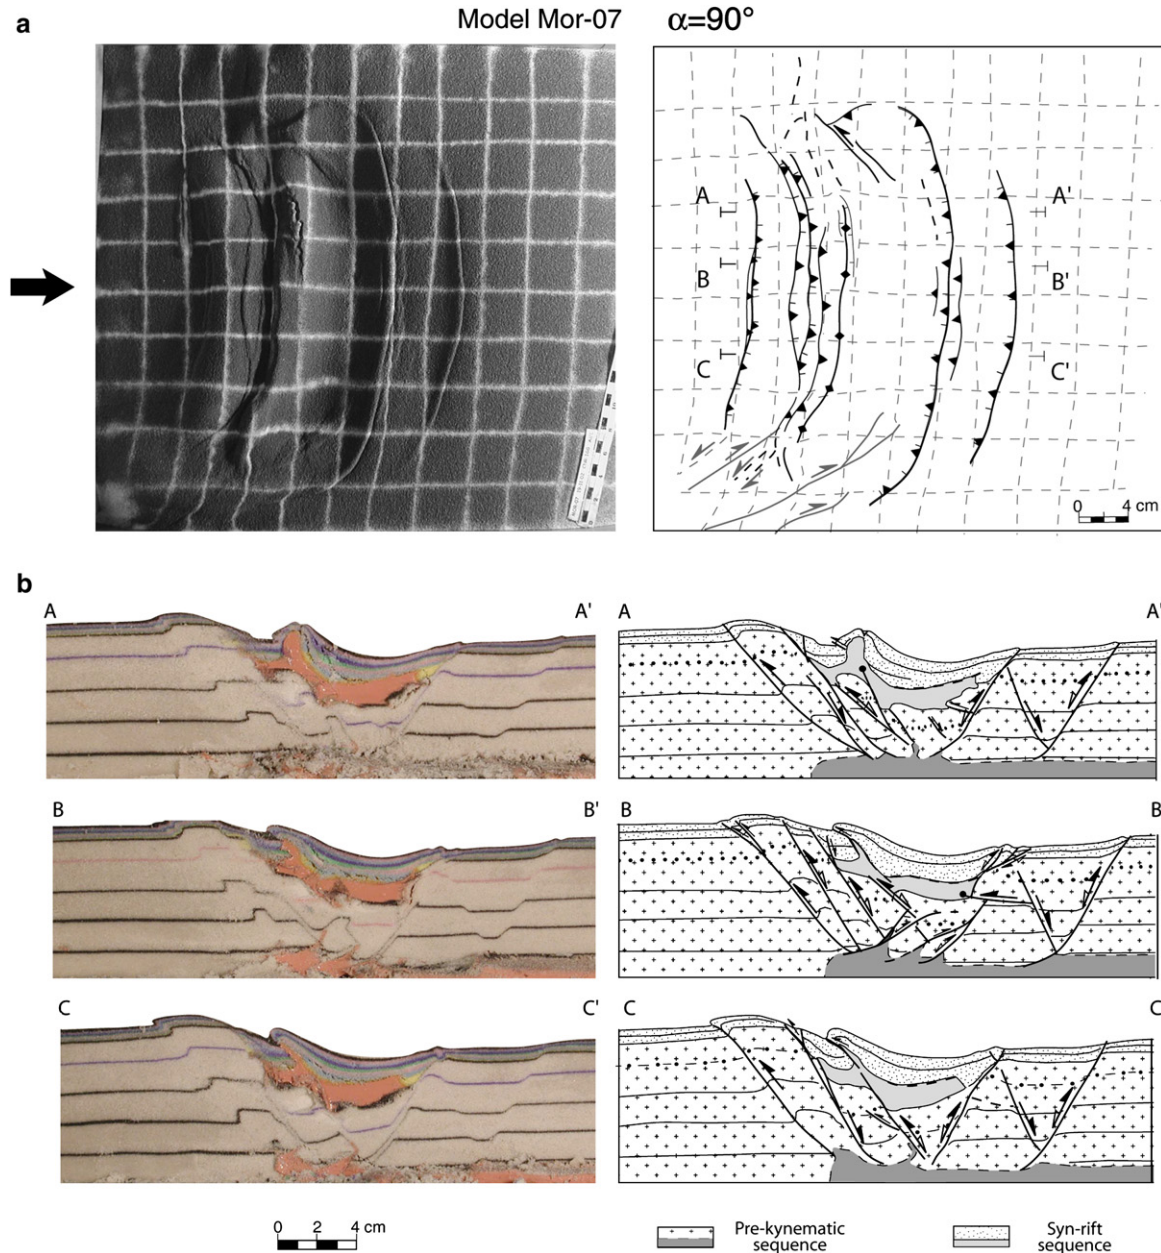 a
Model Mor-07 α=90°
A A'
B B'
C C'
0 4 cm
b
A A' A A'
B B' B B
C C' C C
0 2 4 cm
Pre-kynematic
sequence
Syn-rift
sequence